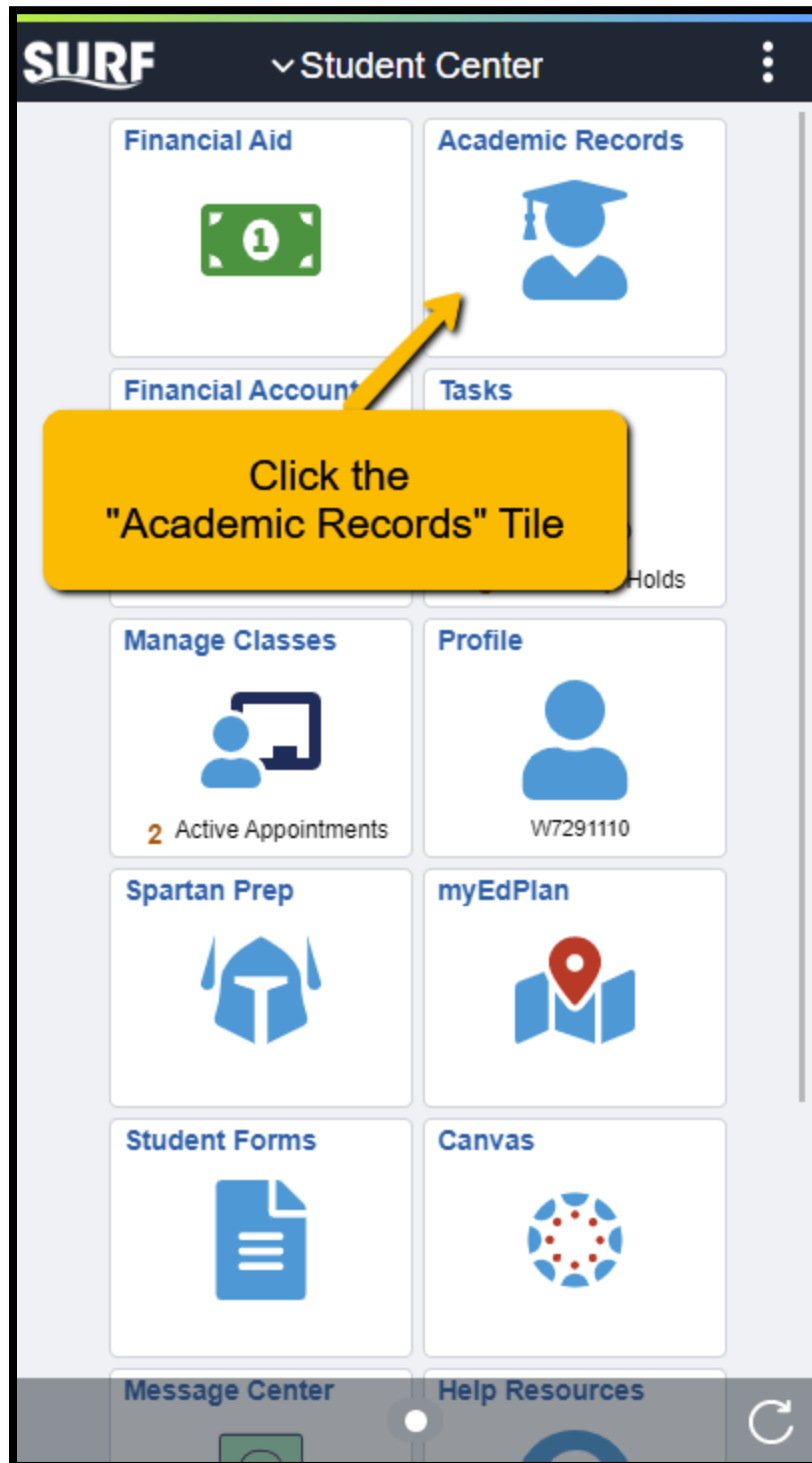 SURF
Student Center
Financial Aid
Academic Records
1
Financial Account
Tasks
Click the
"Academic Records" Tile
Holds
Manage Classes
Profile
2 Active Appointments
W7291110
Spartan Prep
myEdPlan
Student Forms
Canvas
Message Center
Help Resources